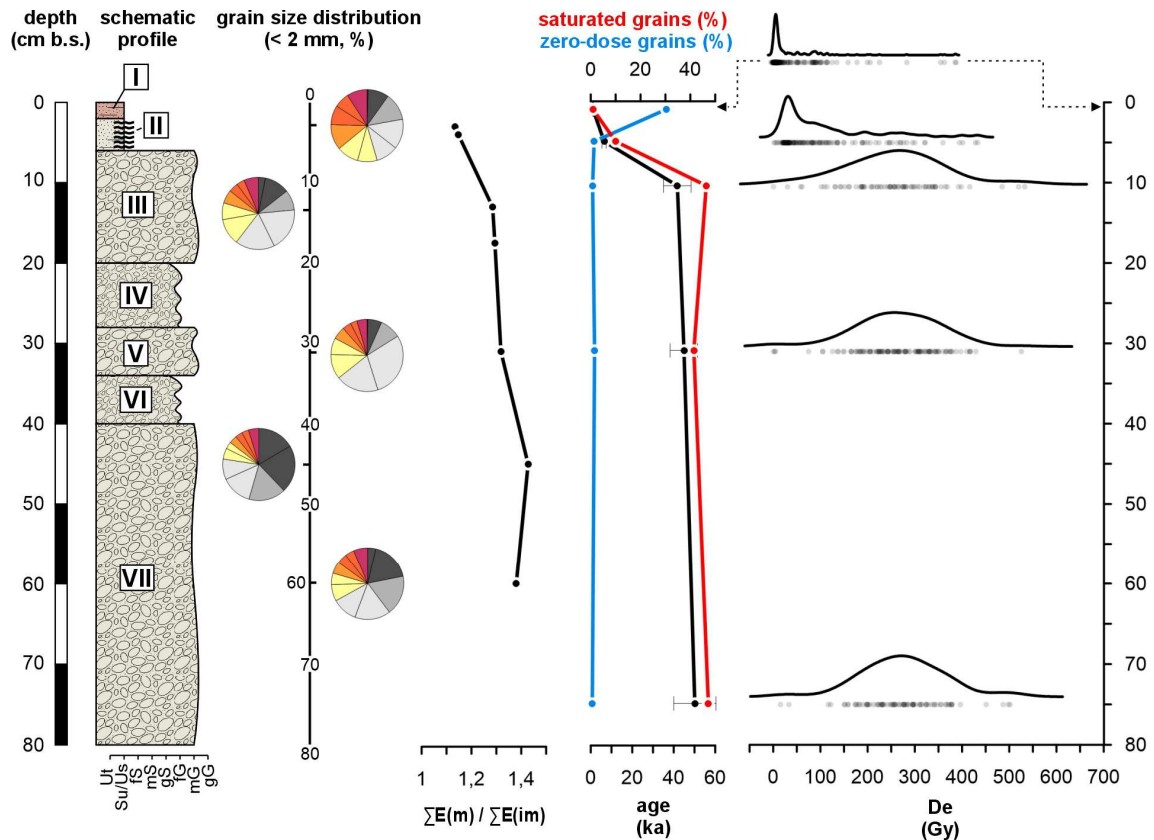 depth
(cm b.s.)
schematic
profile
grain size distribution
(< 2 mm, %)
saturated grains (%)
zero-dose grains (%)
0 20 40
I
II
III
IV
V
VI
VII
0
10
20
30
40
50
60
70
80
0
10
20
30
40
50
60
70
80
0
10
20
30
40
50
60
70
80
Ut
Su/Us
fS
mS
gS
fG
mG
gG
1 1,2 1,4
∑E(m) / ∑E(im)
0 20 40 60
age
(ka)
0 100 200 300 400 500 600 700
De
(Gy)